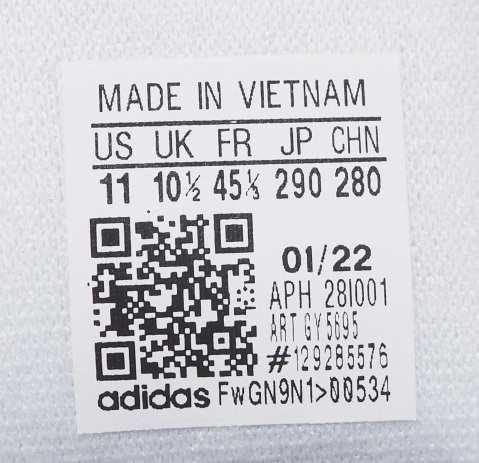 MADE IN VIETNAM
US UK FR JP CHN
11 10½ 45⅓ 290 280
01/22
APH 28I001
ART GY5695
#129285576
adidas FwGN9N1>00534